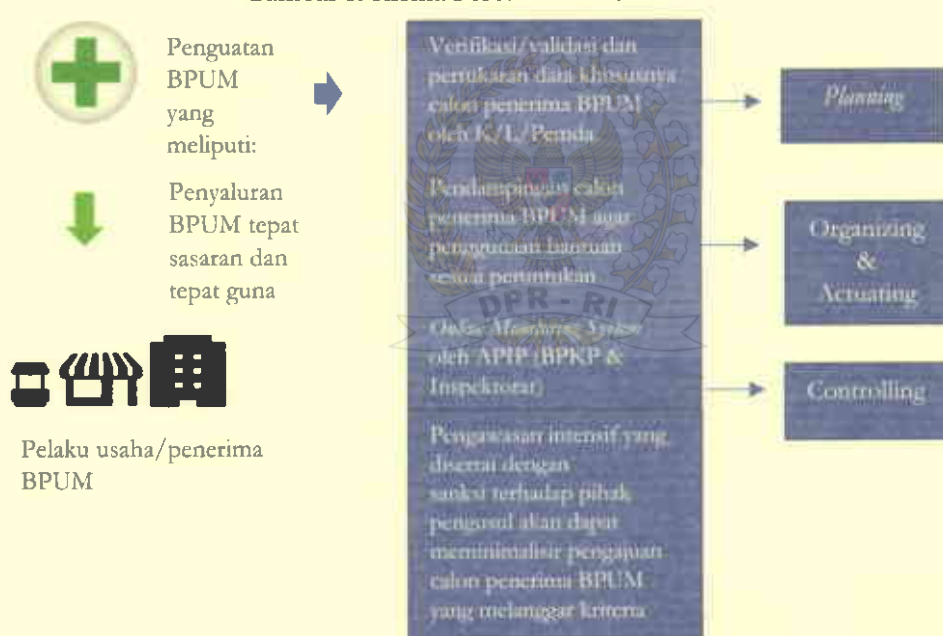 Penguatan
BPUM
yang
meliputi:
Penyaluran
BPUM tepat
sasaran dan
tepat guna
Pelaku usaha/penerima
BPUM
Verifikasi/validasi dan
pertukaran data khususnya
calon penerima BPUM
oleh K/L/Pemda
Pendampingan calon
penerima BPUM agar
penggunaan bantuan
sesuai peruntukan
Online Monitoring System
oleh APIP (BPKP &
Inspektorat)
Pengawasan intensif yang
disertai dengan
sanksi terhadap pihak
pengusul akan dapat
meminimalisir pengajuan
calon penerima BPUM
yang melanggar kriteria
Planning
Organizing
&
Actuating
Controlling
DPR - RI